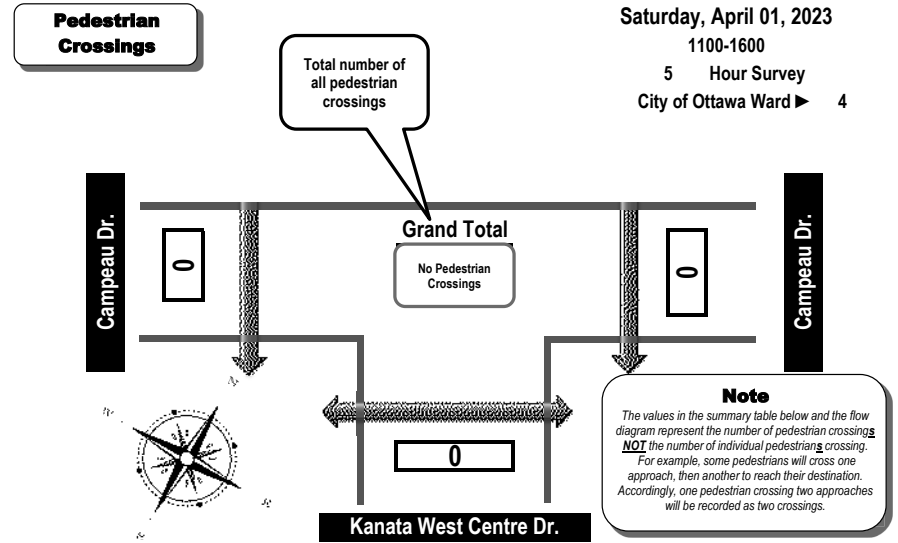 Pedestrian
Crossings
Saturday, April 01, 2023
1100-1600
5 Hour Survey
City of Ottawa Ward ► 4
Total number of
all pedestrian
crossings
Campeau Dr.
0
Grand Total
No Pedestrian
Crossings
0
Campeau Dr.
0
Kanata West Centre Dr.
Note
The values in the summary table below and the flow
diagram represent the number of pedestrian crossings
NOT the number of individual pedestrians crossing.
For example, some pedestrians will cross one
approach, then another to reach their destination.
Accordingly, one pedestrian crossing two approaches
will be recorded as two crossings.